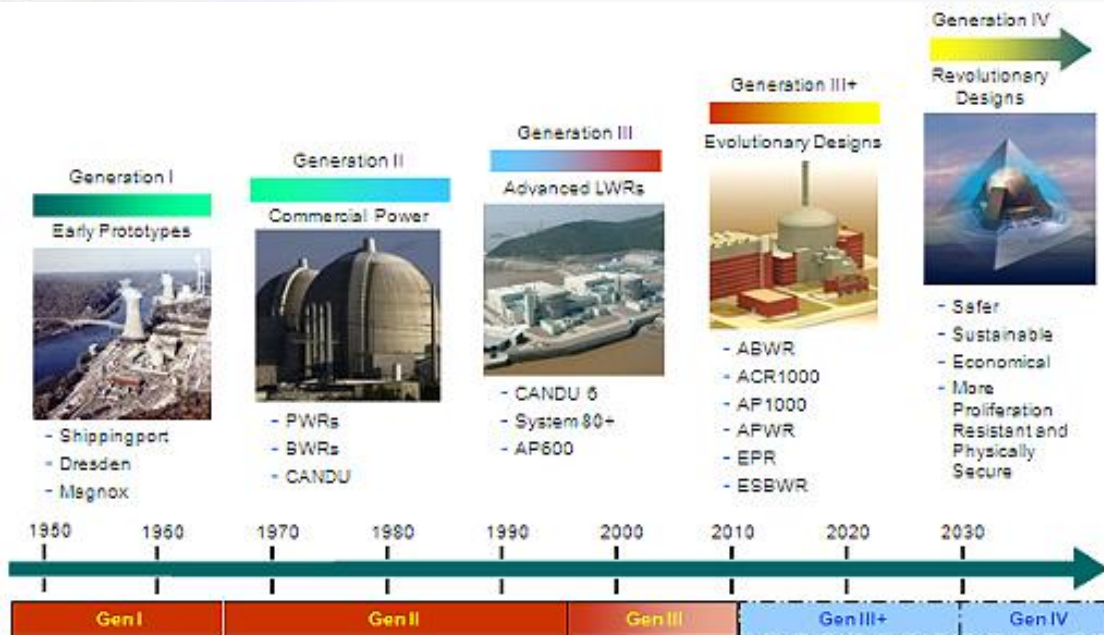 Generation I
Early Prototypes
- Shippingport
- Dresden
- Magnox
Generation II
Commercial Power
- PWRs
- BWRs
- CANDU
Generation III
Advanced LWRs
- CANDU 6
- System 80+
- AP600
Generation III+
Evolutionary Designs
- ABWR
- ACR1000
- AP1000
- APWR
- EPR
- ESBWR
Generation IV
Revolutionary
Designs
- Safer
- Sustainable
- Economical
- More
Proliferation
Resistant and
Physically
Secure
1950 1960 1970 1980 1990 2000 2010 2020 2030
Gen I Gen II Gen III Gen III+ Gen IV